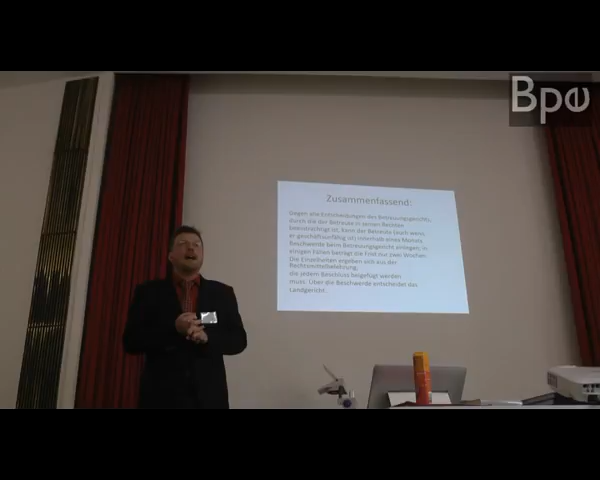 Bpe
Zusammenfassend:
Gegen alle Entscheidungen des Betreuungsgerichts,
durch die der Betreute in seinen Rechten
beeinträchtigt ist, kann der Betreute (auch wenn
er geschäftsunfähig ist) innerhalb eines Monats
Beschwerde beim Betreuungsgericht einlegen; in
einigen Fällen beträgt die Frist nur zwei Wochen.
Die Einzelheiten ergeben sich aus der
Rechtsmittelbelehrung,
die jedem Beschluss beigefügt werden
muss. Über die Beschwerde entscheidet das
Landgericht.